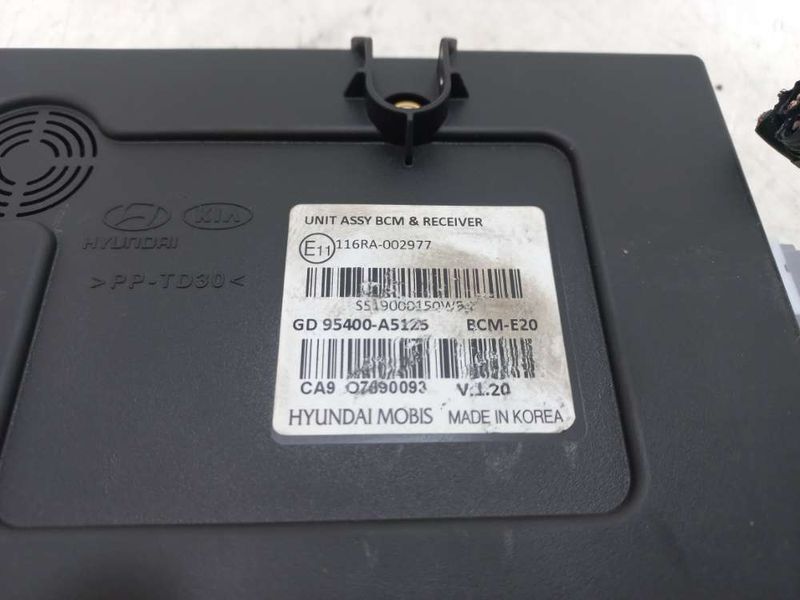 UNIT ASSY BCM & RECEIVER
E11 116RA-002977
GD 95400-A5125 BCM-E20
CA9 O7690093 V.1.20
HYUNDAI MOBIS MADE IN KOREA
KIA
HYUNDAI
>PP-TD30<